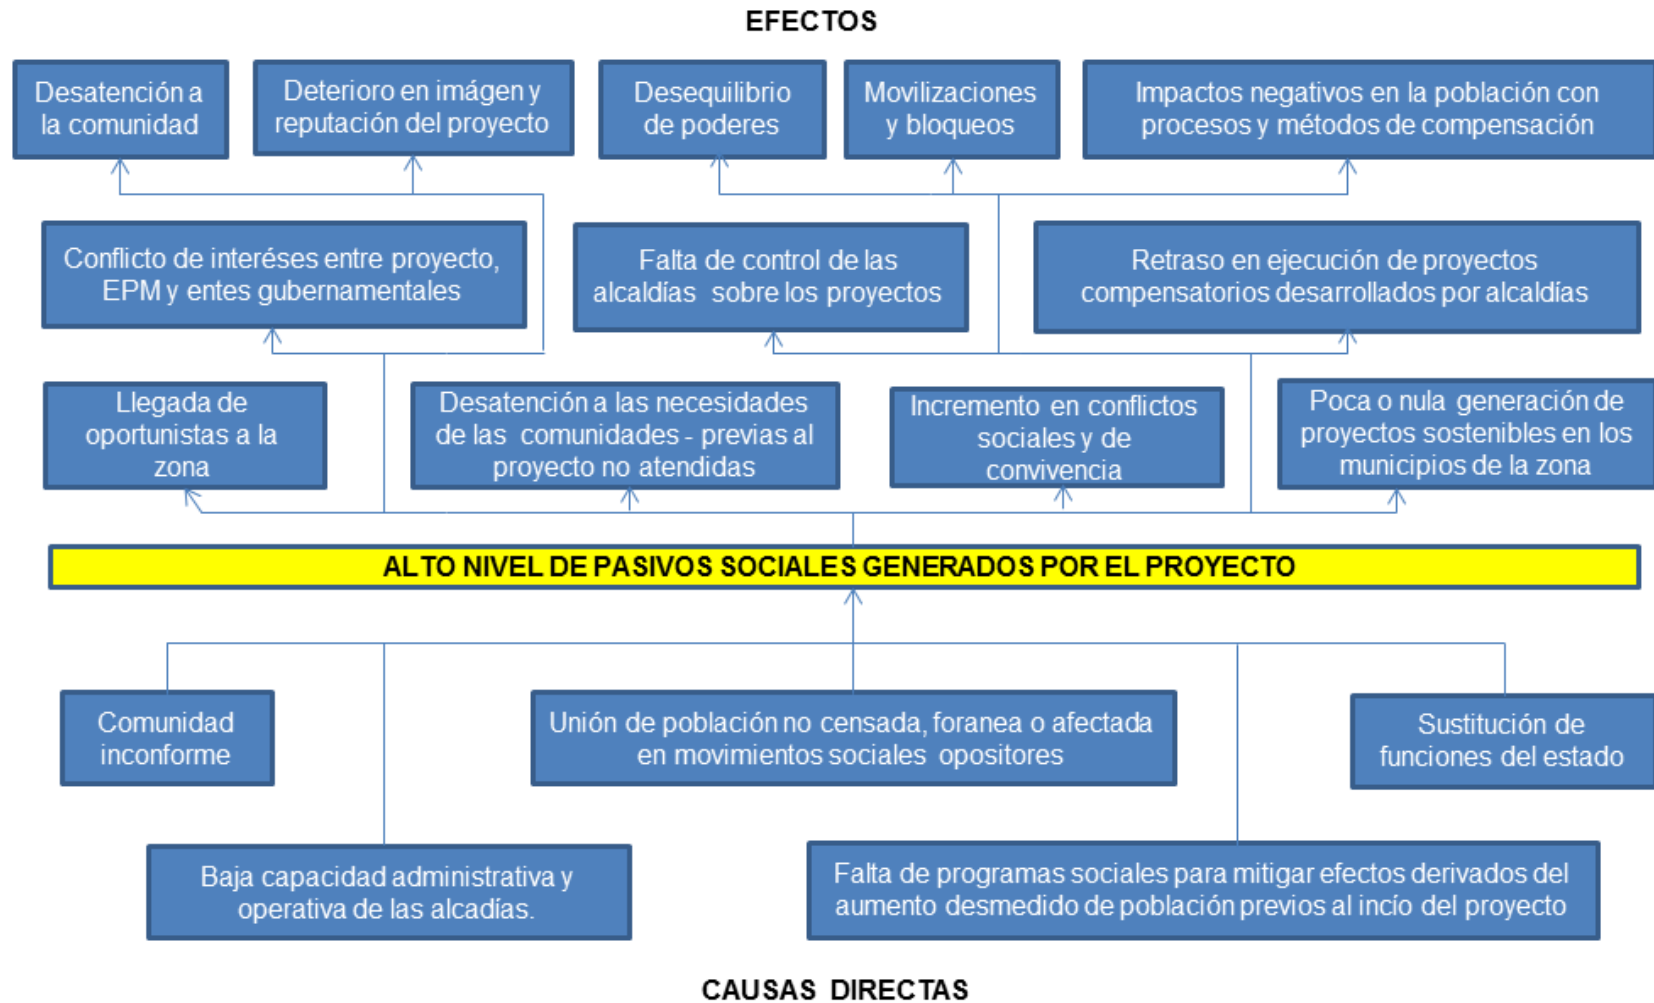 EFECTOS
Desatención a
la comunidad
Deterioro en imágen y
reputación del proyecto
Desequilibrio
de poderes
Movilizaciones
y bloqueos
Impactos negativos en la población con
procesos y métodos de compensación
Conflicto de interéses entre proyecto,
EPM y entes gubernamentales
Falta de control de las
alcaldías sobre los proyectos
Retraso en ejecución de proyectos
compensatorios desarrollados por alcaldías
Llegada de
oportunistas a la
zona
Desatención a las necesidades
de las comunidades - previas al
proyecto no atendidas
Incremento en conflictos
sociales y de
convivencia
Poca o nula generación de
proyectos sostenibles en los
municipios de la zona
ALTO NIVEL DE PASIVOS SOCIALES GENERADOS POR EL PROYECTO
Comunidad
inconforme
Unión de población no censada, foranea o afectada
en movimientos sociales opositores
Sustitución de
funciones del estado
Baja capacidad administrativa y
operativa de las alcadías.
Falta de programas sociales para mitigar efectos derivados del
aumento desmedido de población previos al incío del proyecto
CAUSAS DIRECTAS